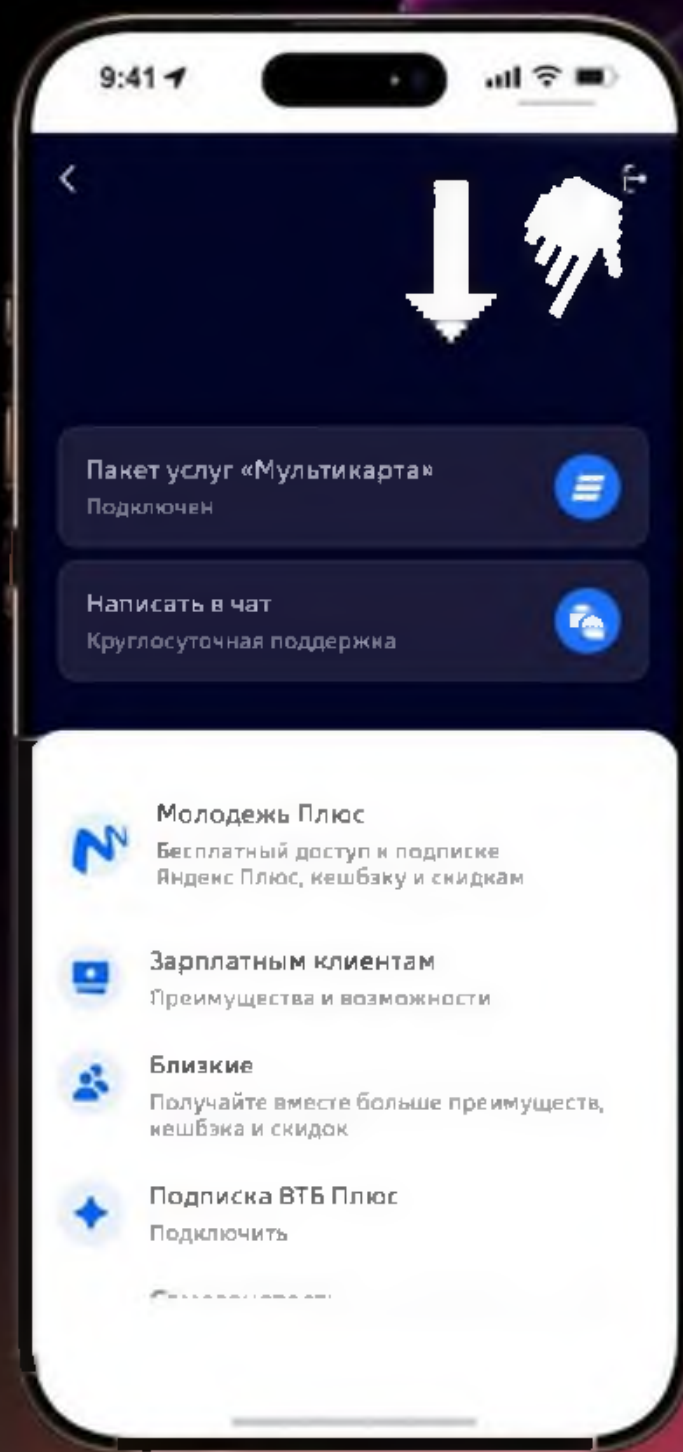 9:41
Пакет услуг «Мультикарта»
Подключен
Написать в чат
Круглосуточная поддержка
Молодежь Плюс
Бесплатный доступ к подписке
Яндекс Плюс, кешбэку и скидкам
Зарплатным клиентам
Преимущества и возможности
Близкие
Получайте вместе больше преимуществ,
кешбэка и скидок
Подписка ВТБ Плюс
Подключить